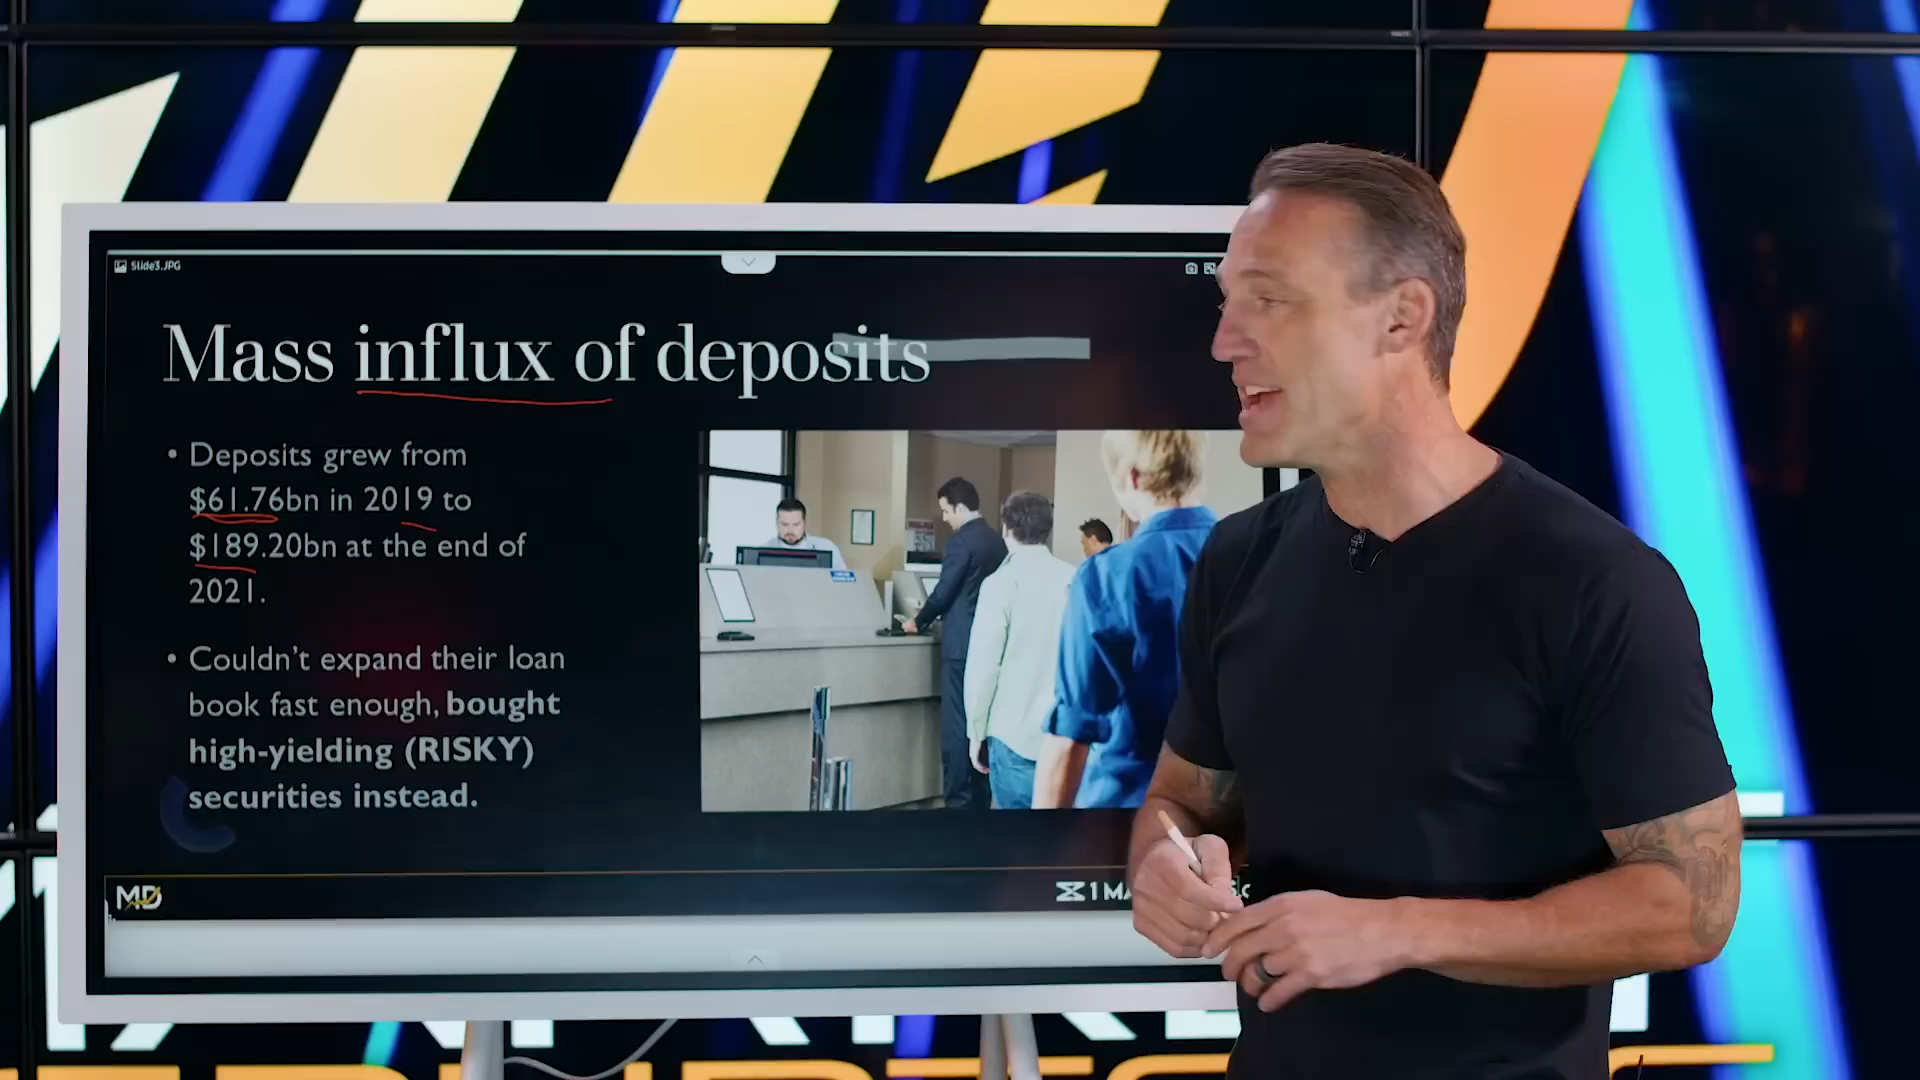 Slide3.JPG
Mass influx of deposits
• Deposits grew from
$61.76bn in 2019 to
$189.20bn at the end of
2021.
• Couldn't expand their loan
book fast enough, bought
high-yielding (RISKY)
securities instead.
MD
1 MA